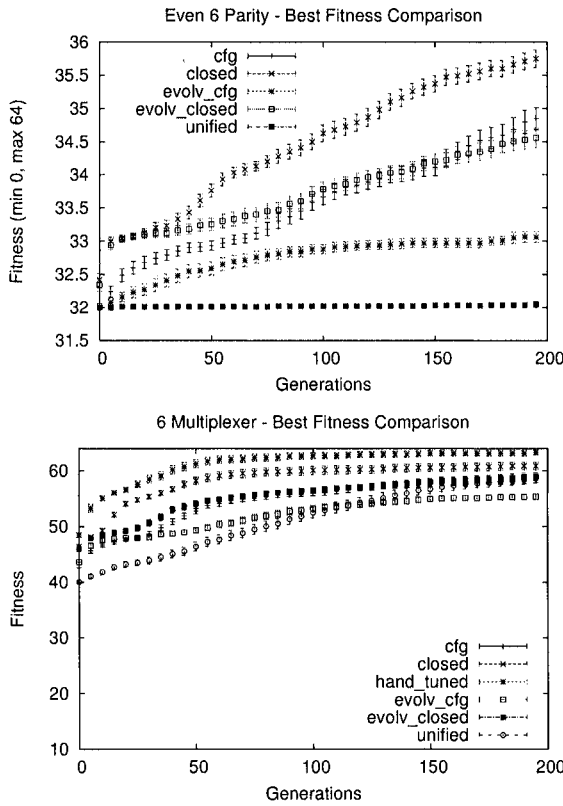 Even 6 Parity - Best Fitness Comparison
36
35.5
35
34.5
34
33.5
33
32.5
32
31.5
Fitness (min 0, max 64)
cfg
closed
evolv_cfg
evolv_closed
unified
0 50 100 150 200
Generations
6 Multiplexer - Best Fitness Comparison
60
50
40
30
20
10
Fitness
cfg
closed
hand_tuned
evolv_cfg
evolv_closed
unified
0 50 100 150 200
Generations